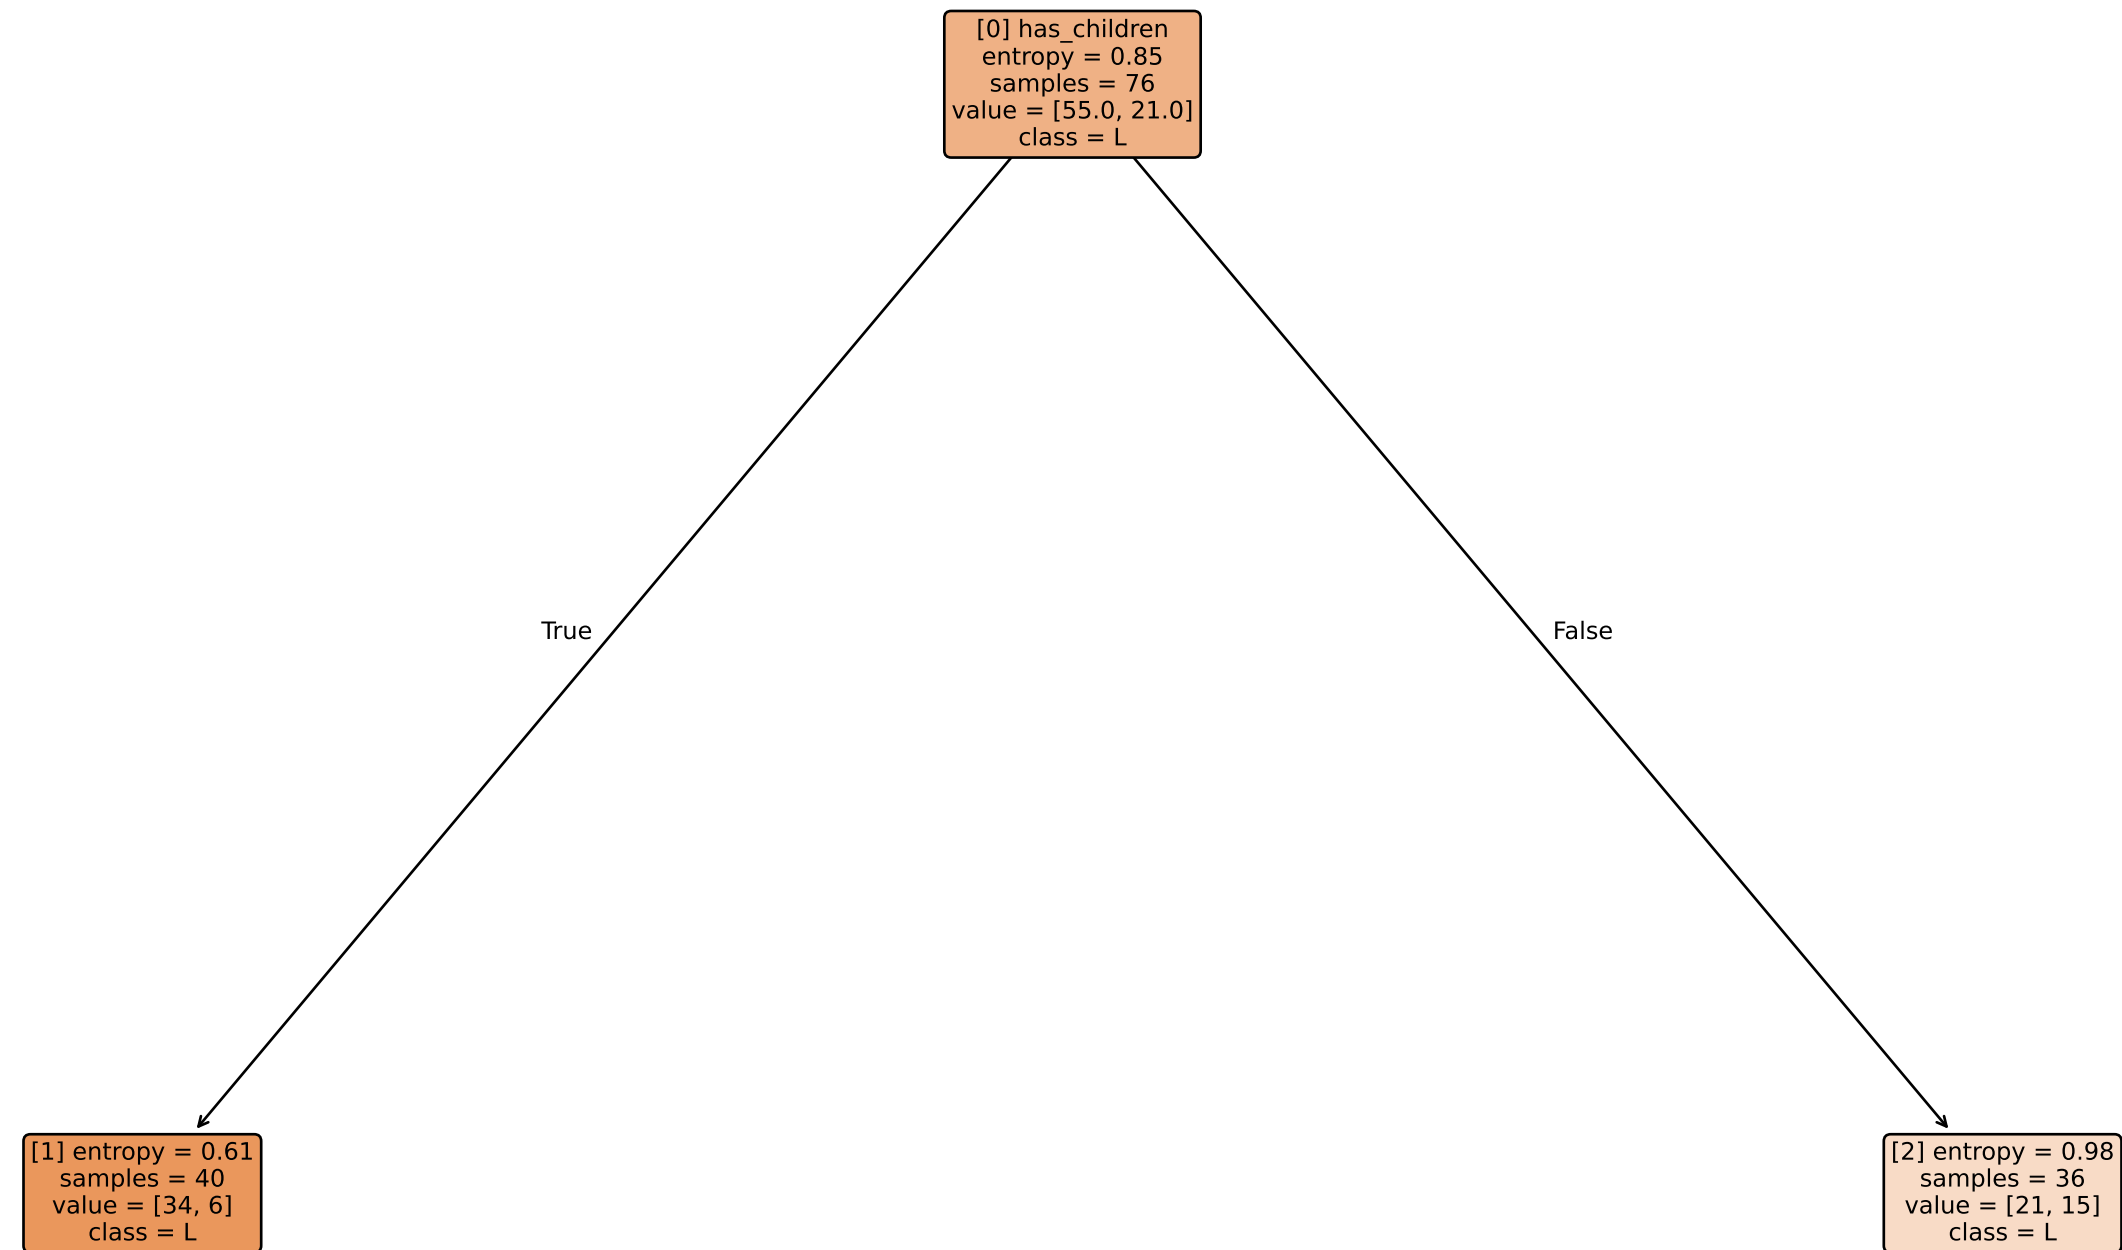 [0] has_children
entropy = 0.85
samples = 76
value = [55.0, 21.0]
class = L
True
False
[1] entropy = 0.61
samples = 40
value = [34, 6]
class = L
[2] entropy = 0.98
samples = 36
value = [21, 15]
class = L